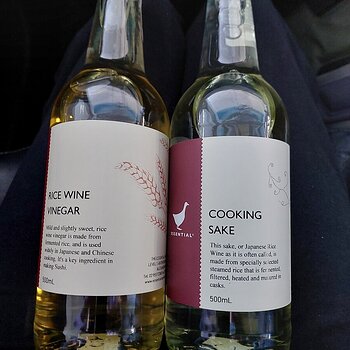 RICE WINE
VINEGAR
Mild and slightly sweet, rice
wine vinegar is made from
fermented rice, and is used
widely in Japanese and Chinese
cooking. It's a key ingredient in
making Sushi.
500mL
ESSENTIAL
COOKING
SAKE
This sake, or Japanese Rice
Wine as it is often called, is
made from specially selected
steamed rice that is fermented,
filtered, heated and matured in
casks.
500mL